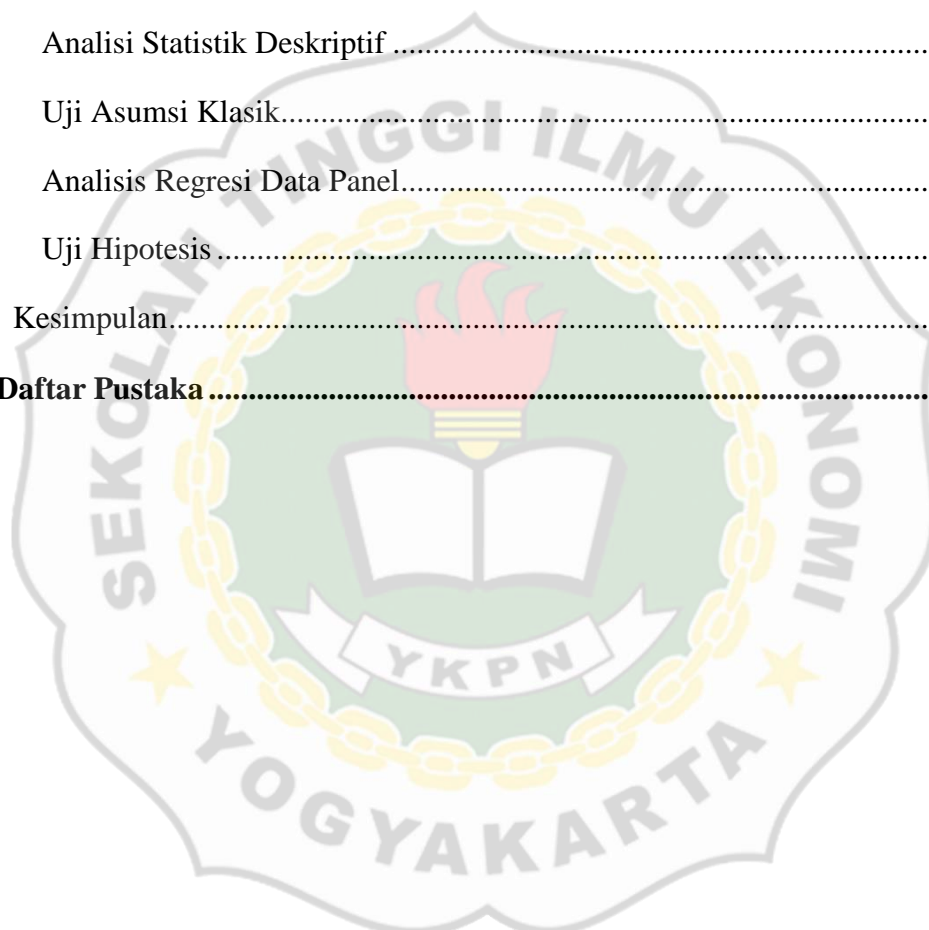 Analisi Statistik Deskriptif ........................................................................
Uji Asumsi Klasik......................................................................................
Analisis Regresi Data Panel.......................................................................
Uji Hipotesis ..............................................................................................
Kesimpulan....................................................................................................
Daftar Pustaka ..............................................................................................
SEKOLAH TINGGI ILMU EKONOMI
YKPN
YOGYAKARTA